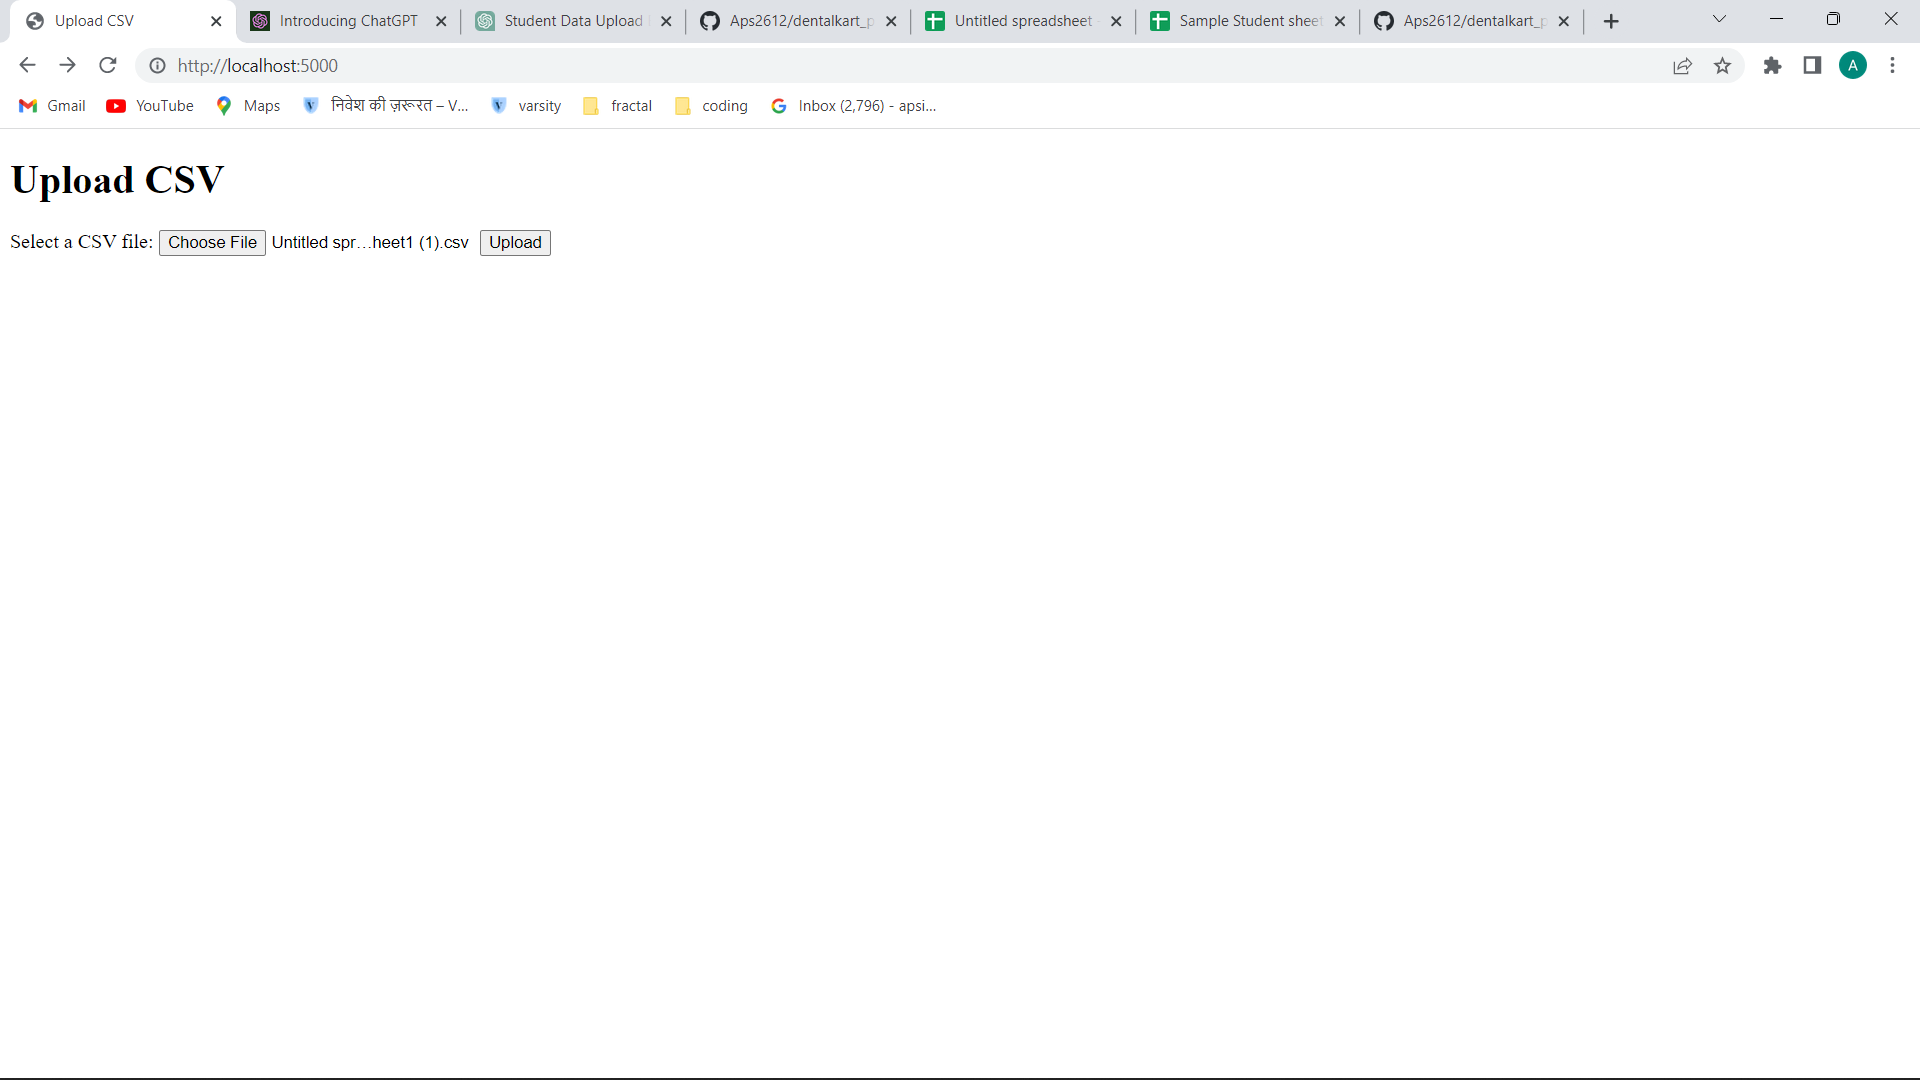 Upload CSV Introducing ChatGPT Student Data Upload Aps2612/dentalkart_p Untitled spreadsheet - Sample Student sheet Aps2612/dentalkart_p
http://localhost:5000 A
Gmail YouTube Maps निवेश की ज़रूरत – V... varsity fractal coding Inbox (2,796) - apsi...
Upload CSV
Select a CSV file: Choose File Untitled spr…heet1 (1).csv Upload